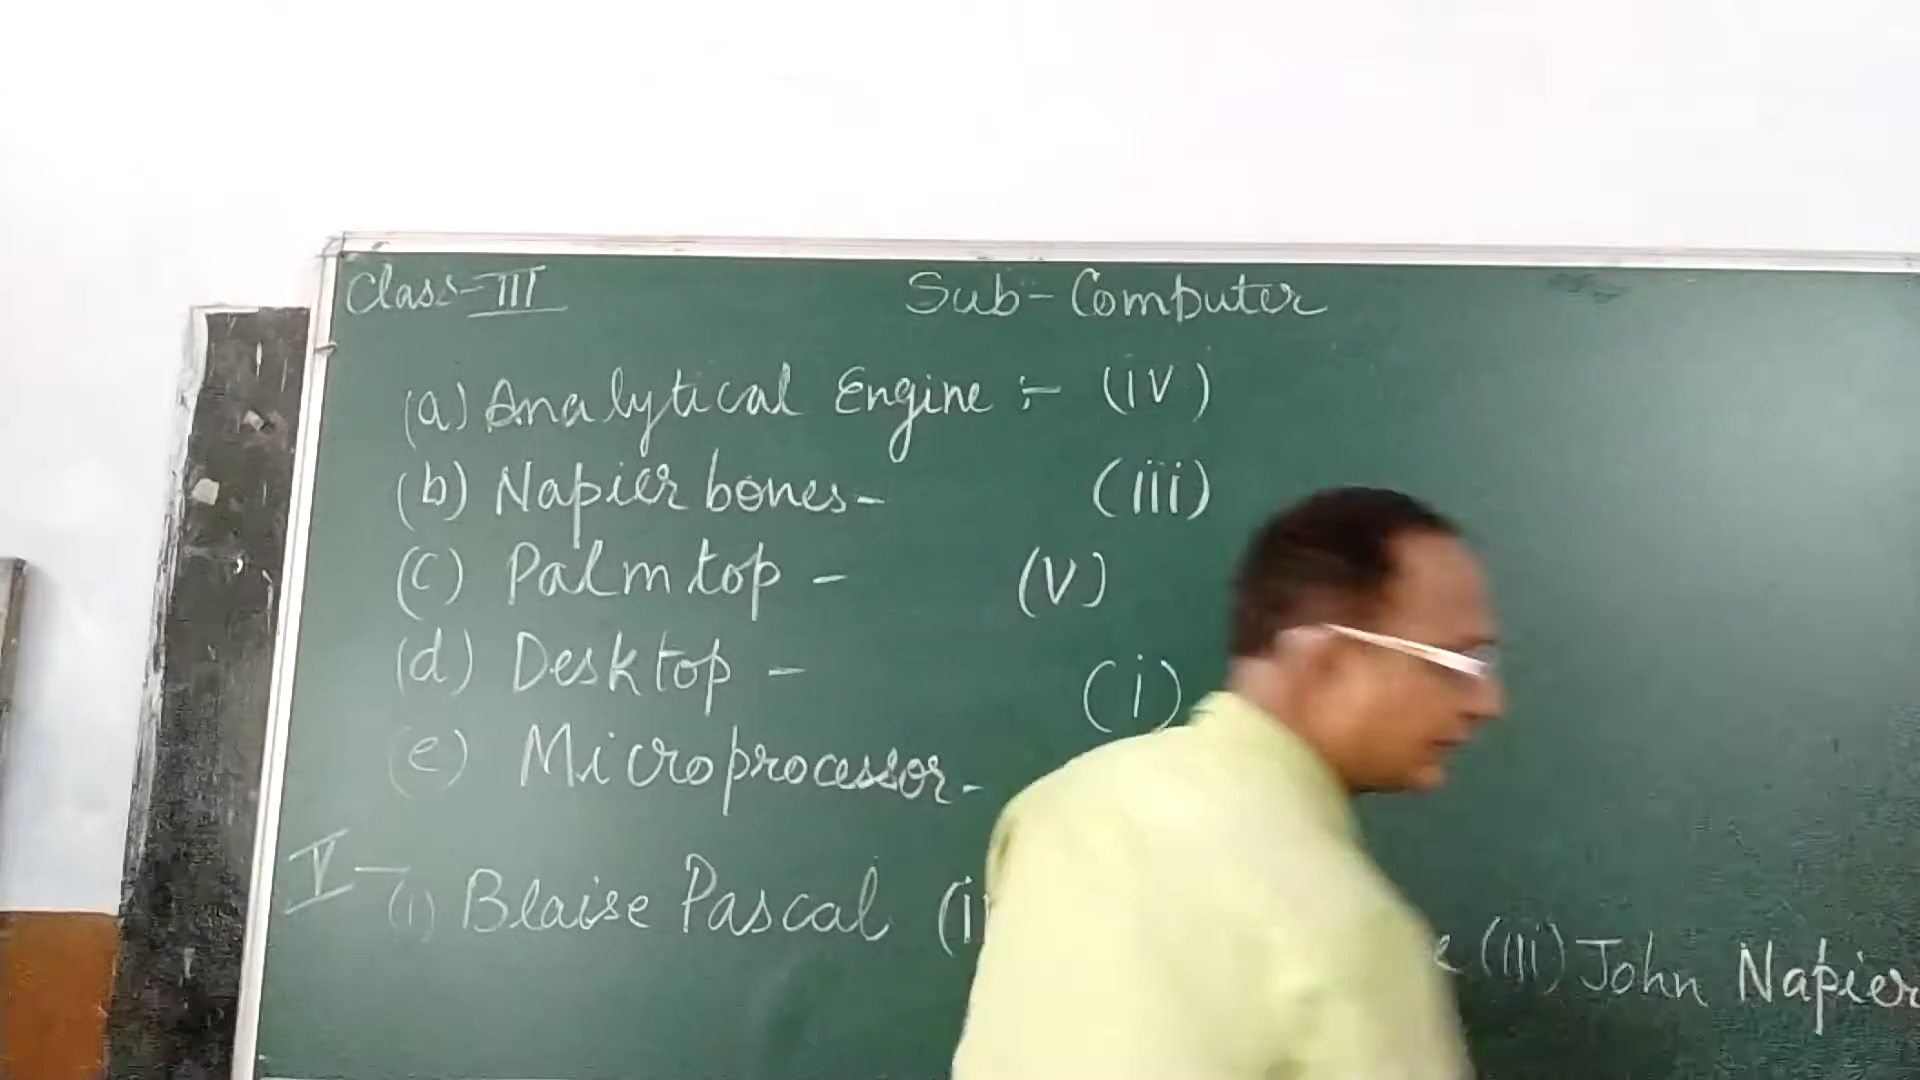 Class-III Sub-Computer
(a) Analytical Engine :- (iv)
(b) Napier bones- (iii)
(c) Palmtop - (V)
(d) Desktop - (i)
(e) Microprocessor-
V- (i) Blaise Pascal (iii) John Napier